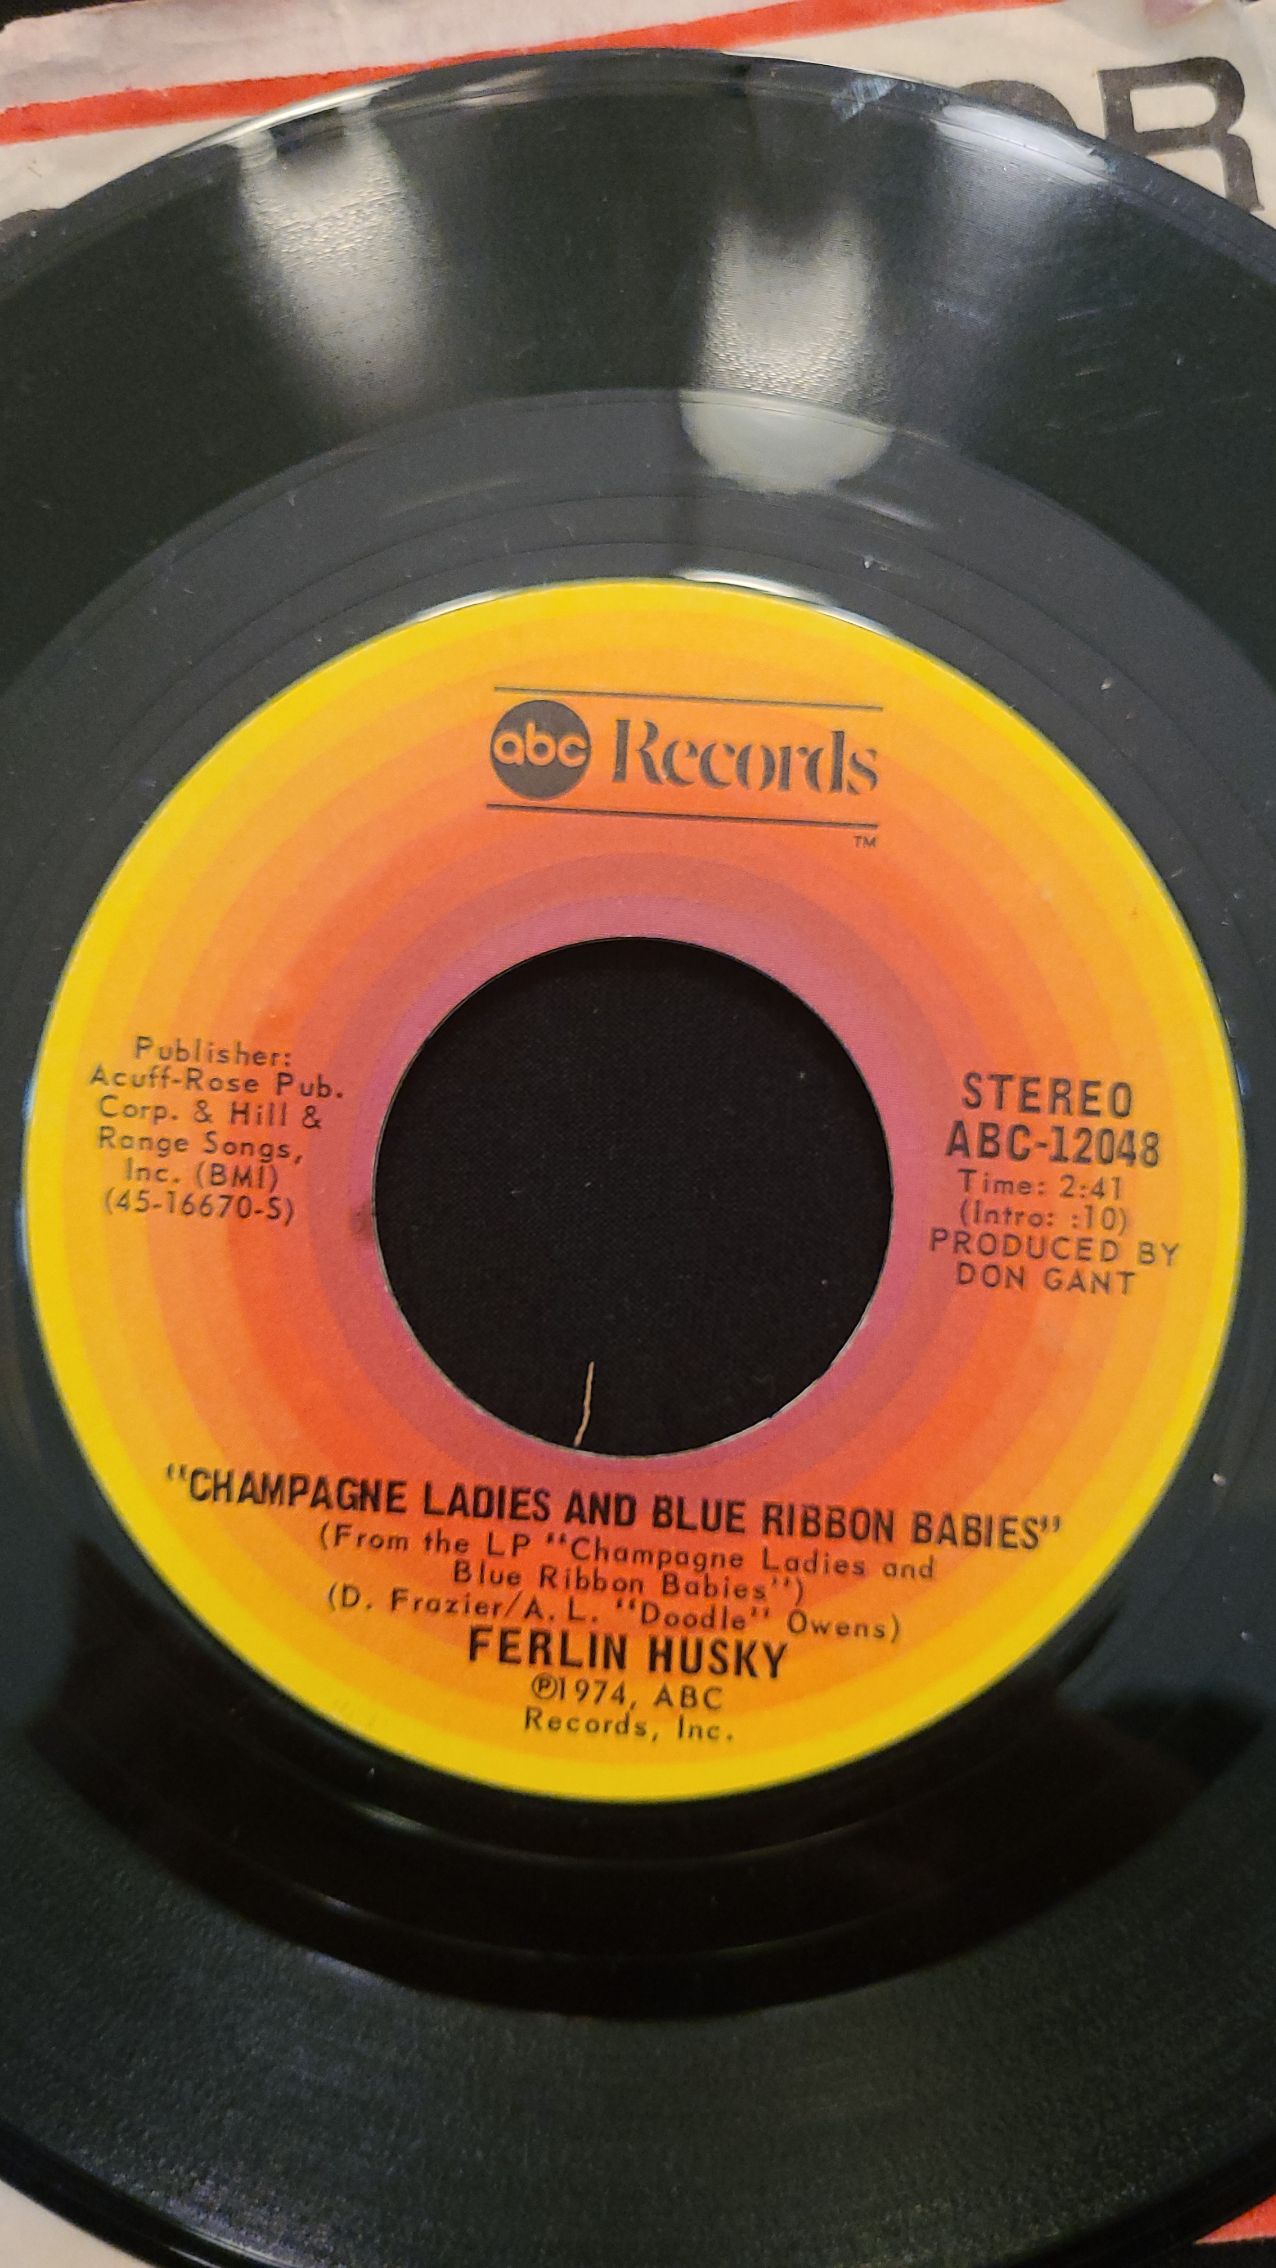 OR
abc Records
TM
Publisher:
Acuff-Rose Pub.
Corp. & Hill &
Range Songs,
Inc. (BMI)
(45-16670-S)
STEREO
ABC-12048
Time: 2:41
(Intro: :10)
PRODUCED BY
DON GANT
"CHAMPAGNE LADIES AND BLUE RIBBON BABIES"
(From the LP "Champagne Ladies and
Blue Ribbon Babies")
(D. Frazier/A.L. "Doodle" Owens)
FERLIN HUSKY
℗1974, ABC
Records, Inc.